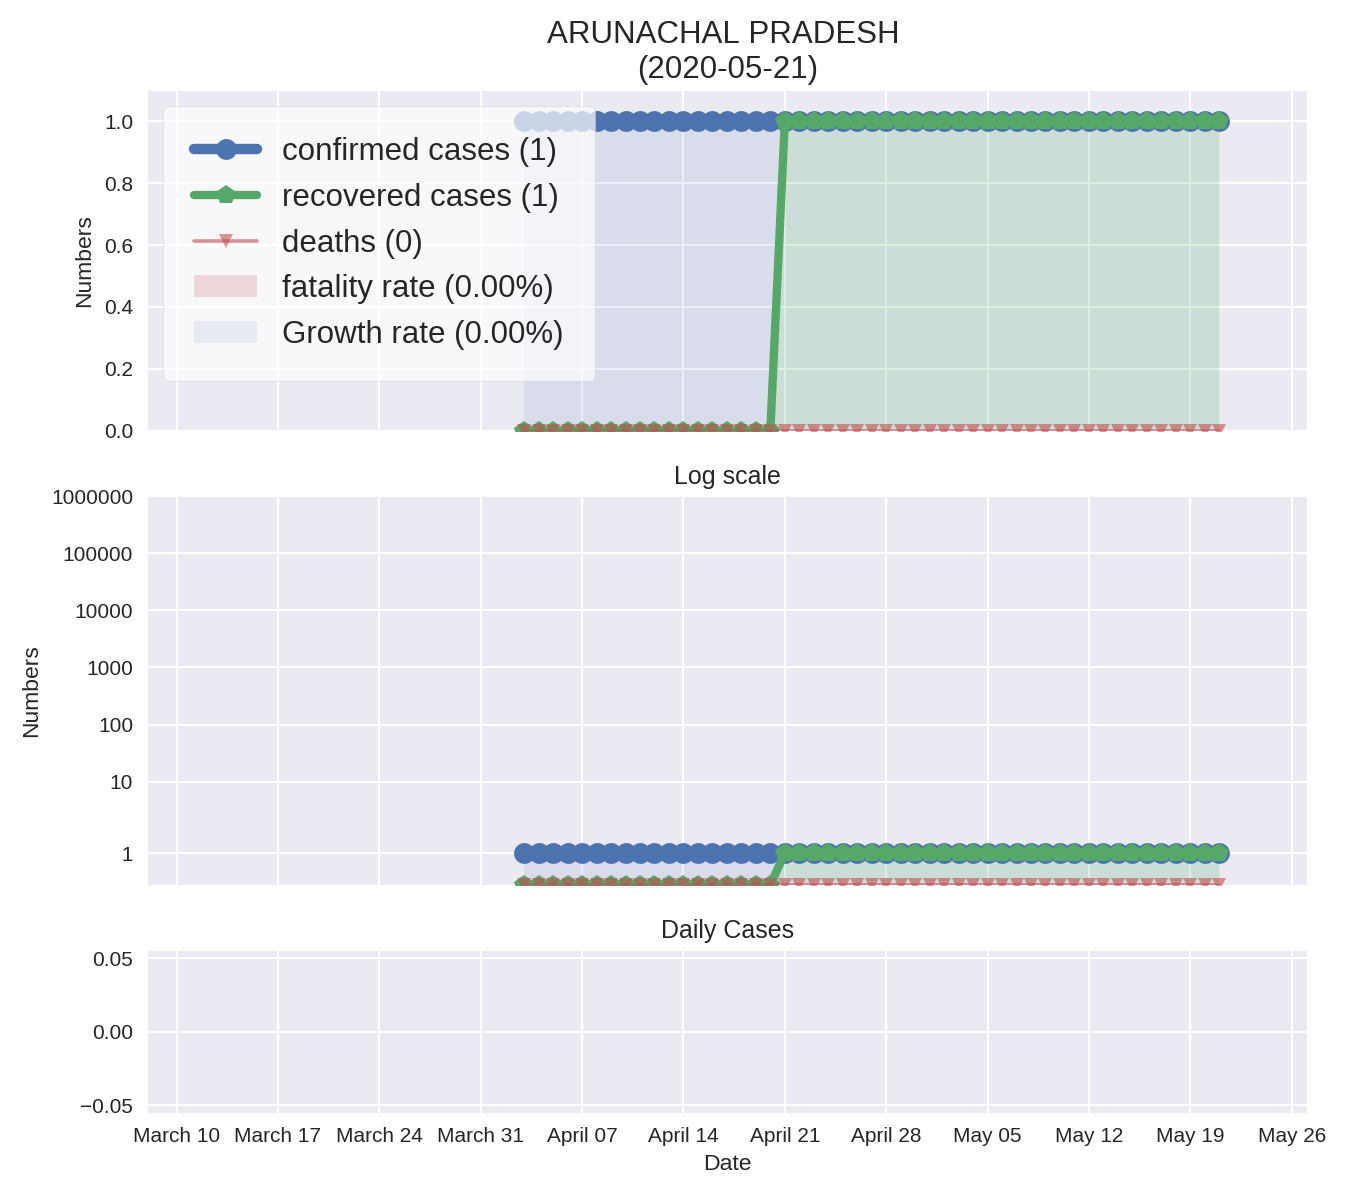 ARUNACHAL PRADESH
(2020-05-21)
1.0
0.8
0.6
0.4
0.2
0.0
Numbers
confirmed cases (1)
recovered cases (1)
deaths (0)
fatality rate (0.00%)
Growth rate (0.00%)
Log scale
1000000
100000
10000
1000
100
10
1
Numbers
Daily Cases
0.05
0.00
−0.05
March 10 March 17 March 24 March 31 April 07 April 14 April 21 April 28 May 05 May 12 May 19 May 26
Date